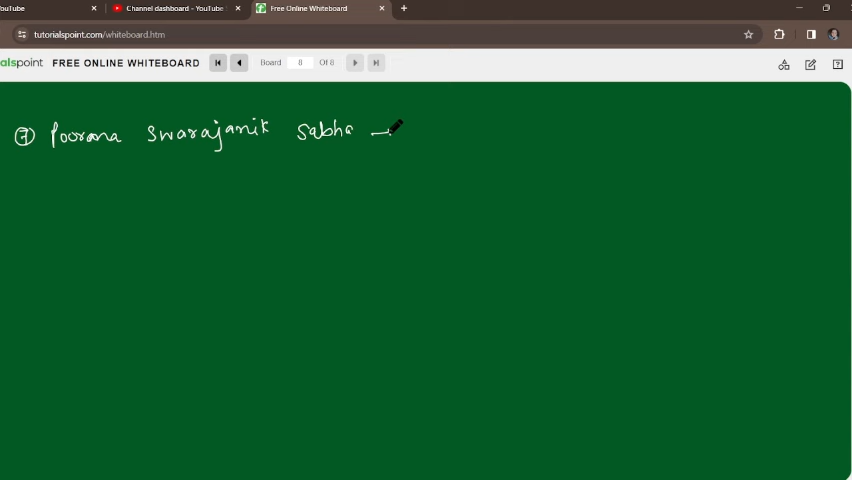 YouTube
Channel dashboard - YouTube
Free Online Whiteboard
tutorialspoint.com/whiteboard.htm
alspoint FREE ONLINE WHITEBOARD Board 8 Of 8
⑦ Poorana Swarajanik Sabha →